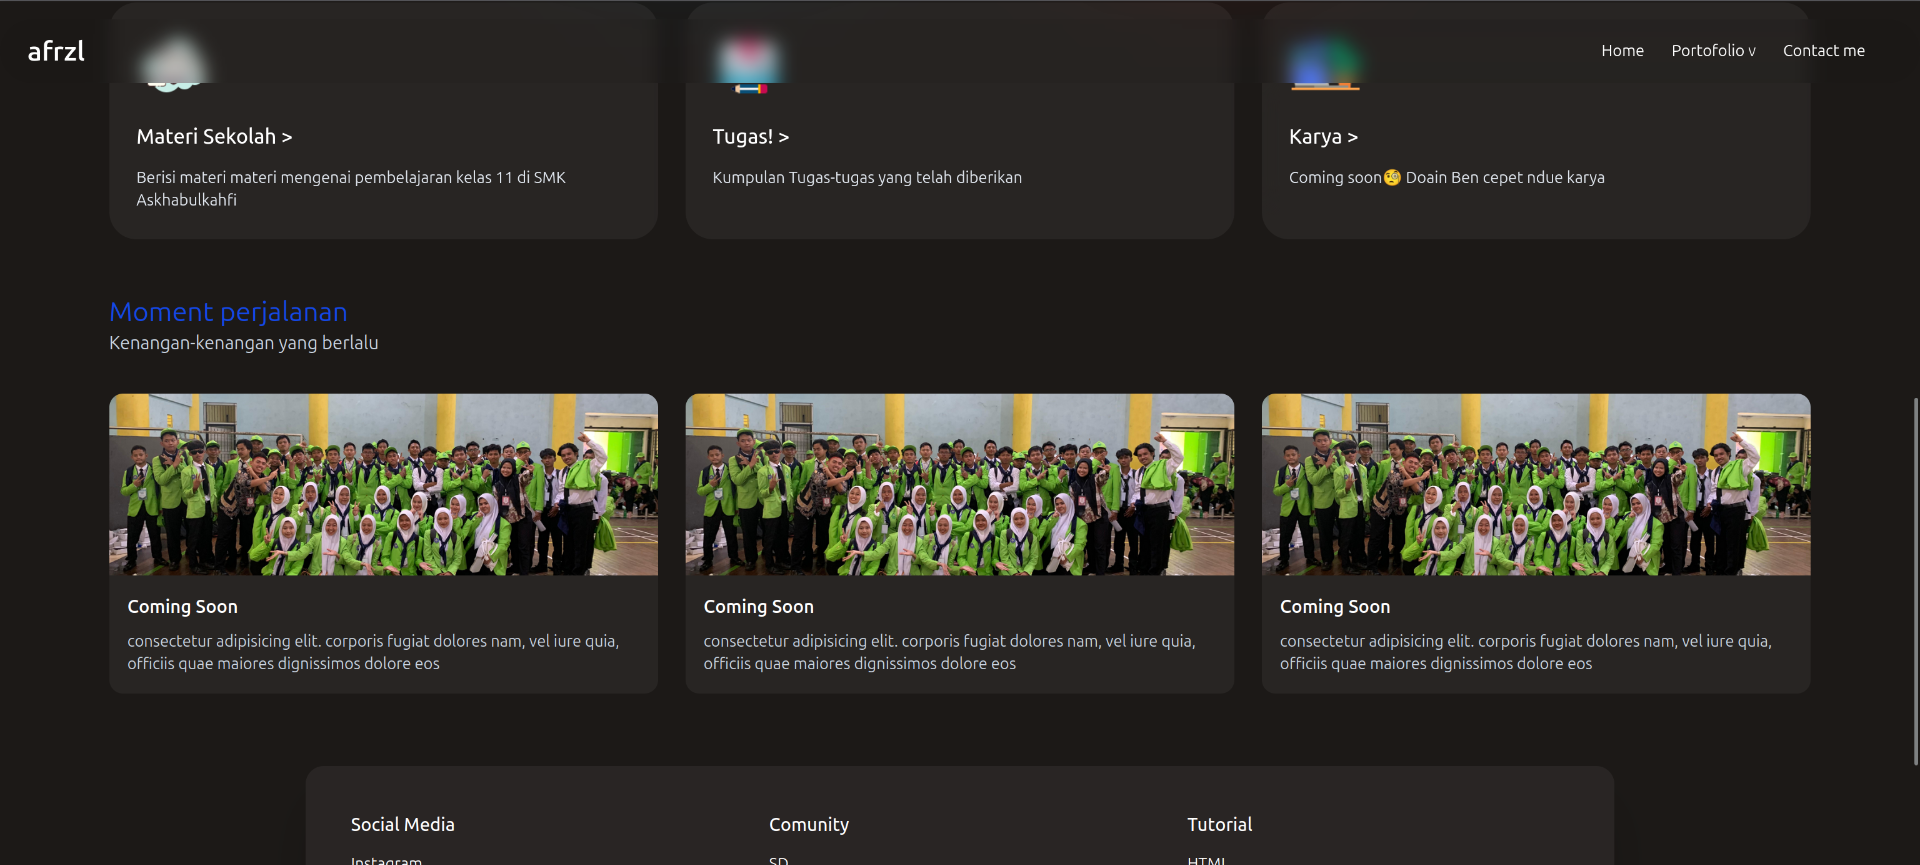 afrzl
Home Portofolio v Contact me
Materi Sekolah >
Berisi materi materi mengenai pembelajaran kelas 11 di SMK
Askhabulkahfi
Tugas! >
Kumpulan Tugas-tugas yang telah diberikan
Karya >
Coming soon🧐 Doain Ben cepet ndue karya
Moment perjalanan
Kenangan-kenangan yang berlalu
Coming Soon
consectetur adipisicing elit. corporis fugiat dolores nam, vel iure quia,
officiis quae maiores dignissimos dolore eos
Coming Soon
consectetur adipisicing elit. corporis fugiat dolores nam, vel iure quia,
officiis quae maiores dignissimos dolore eos
Coming Soon
consectetur adipisicing elit. corporis fugiat dolores nam, vel iure quia,
officiis quae maiores dignissimos dolore eos
Social Media
Instagram
Comunity
SD
Tutorial
HTML